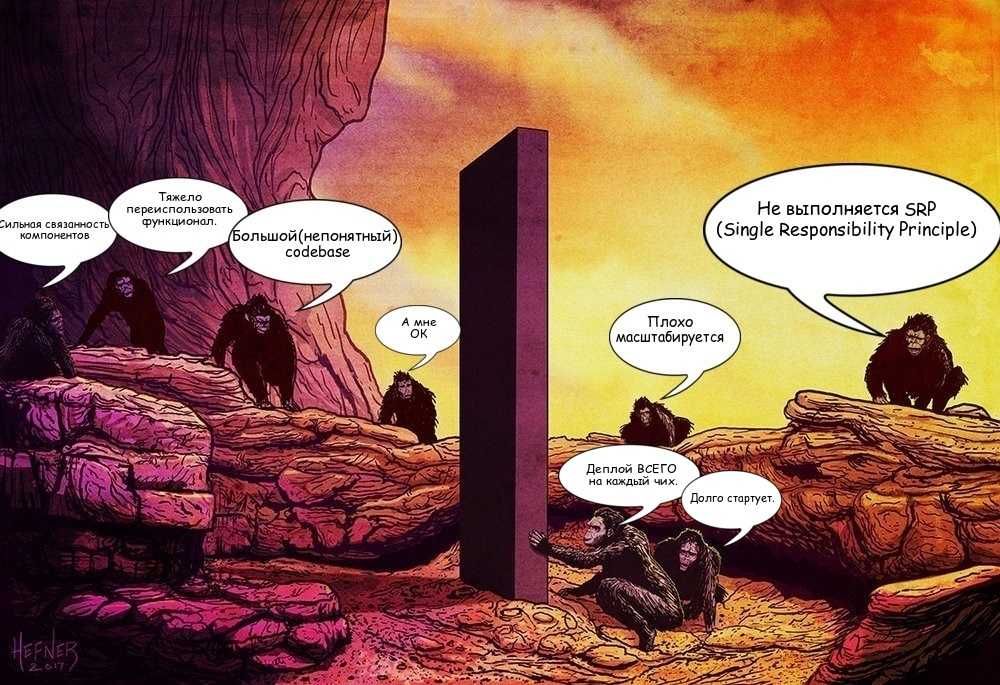 Сильная связанность
компонентов
Тяжело
переиспользовать
функционал.
Большой(непонятный)
codebase
А мне
ОК
Плохо
масштабируется
Не выполняется SRP
(Single Responsibility Principle)
Деплой ВСЕГО
на каждый чих.
Долго стартует.
HEFNER
2017